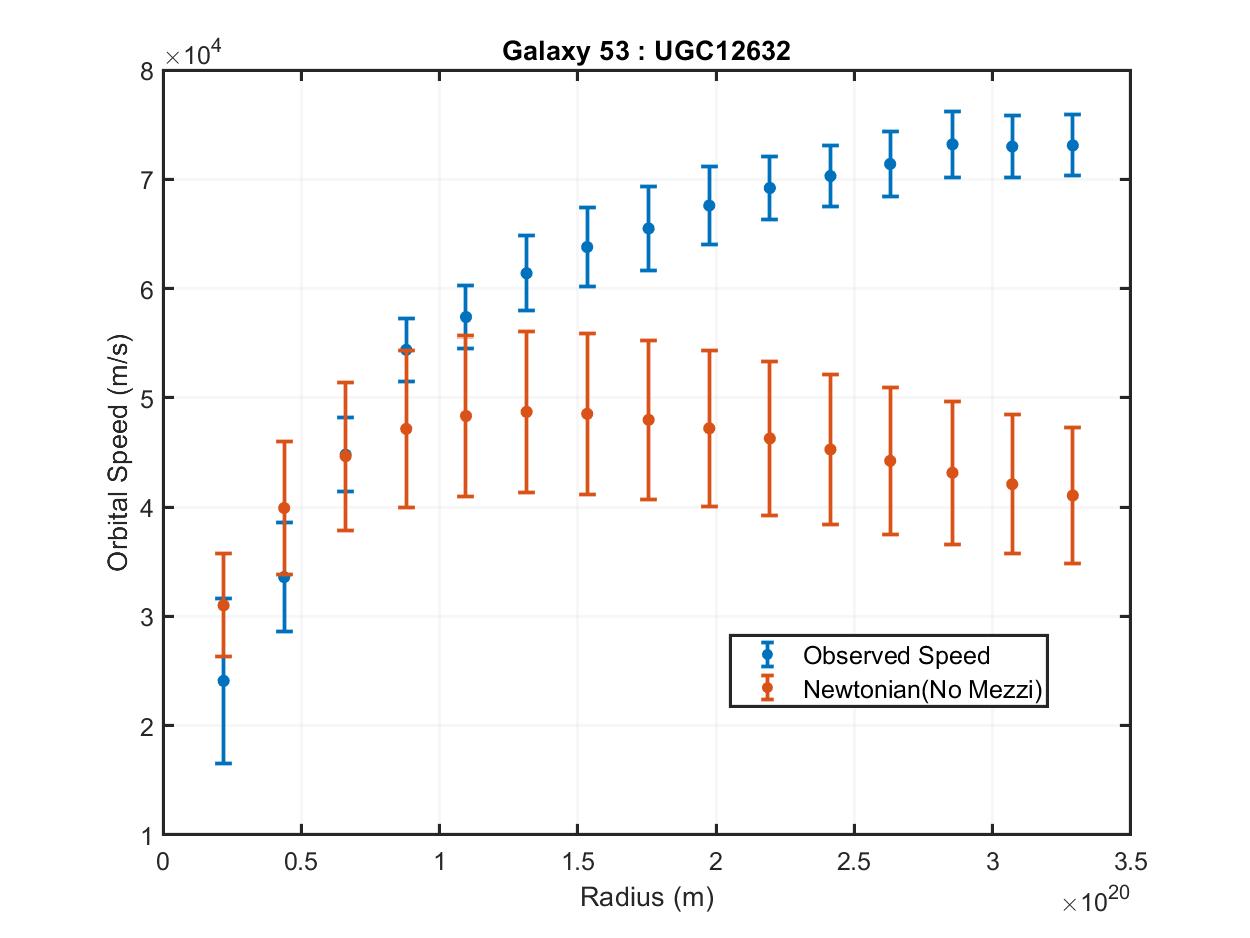 Galaxy 53 : UGC12632
×10^4
8
7
6
5
4
3
2
1
Orbital Speed (m/s)
Observed Speed
Newtonian(No Mezzi)
0 0.5 1 1.5 2 2.5 3 3.5
Radius (m)
×10^20